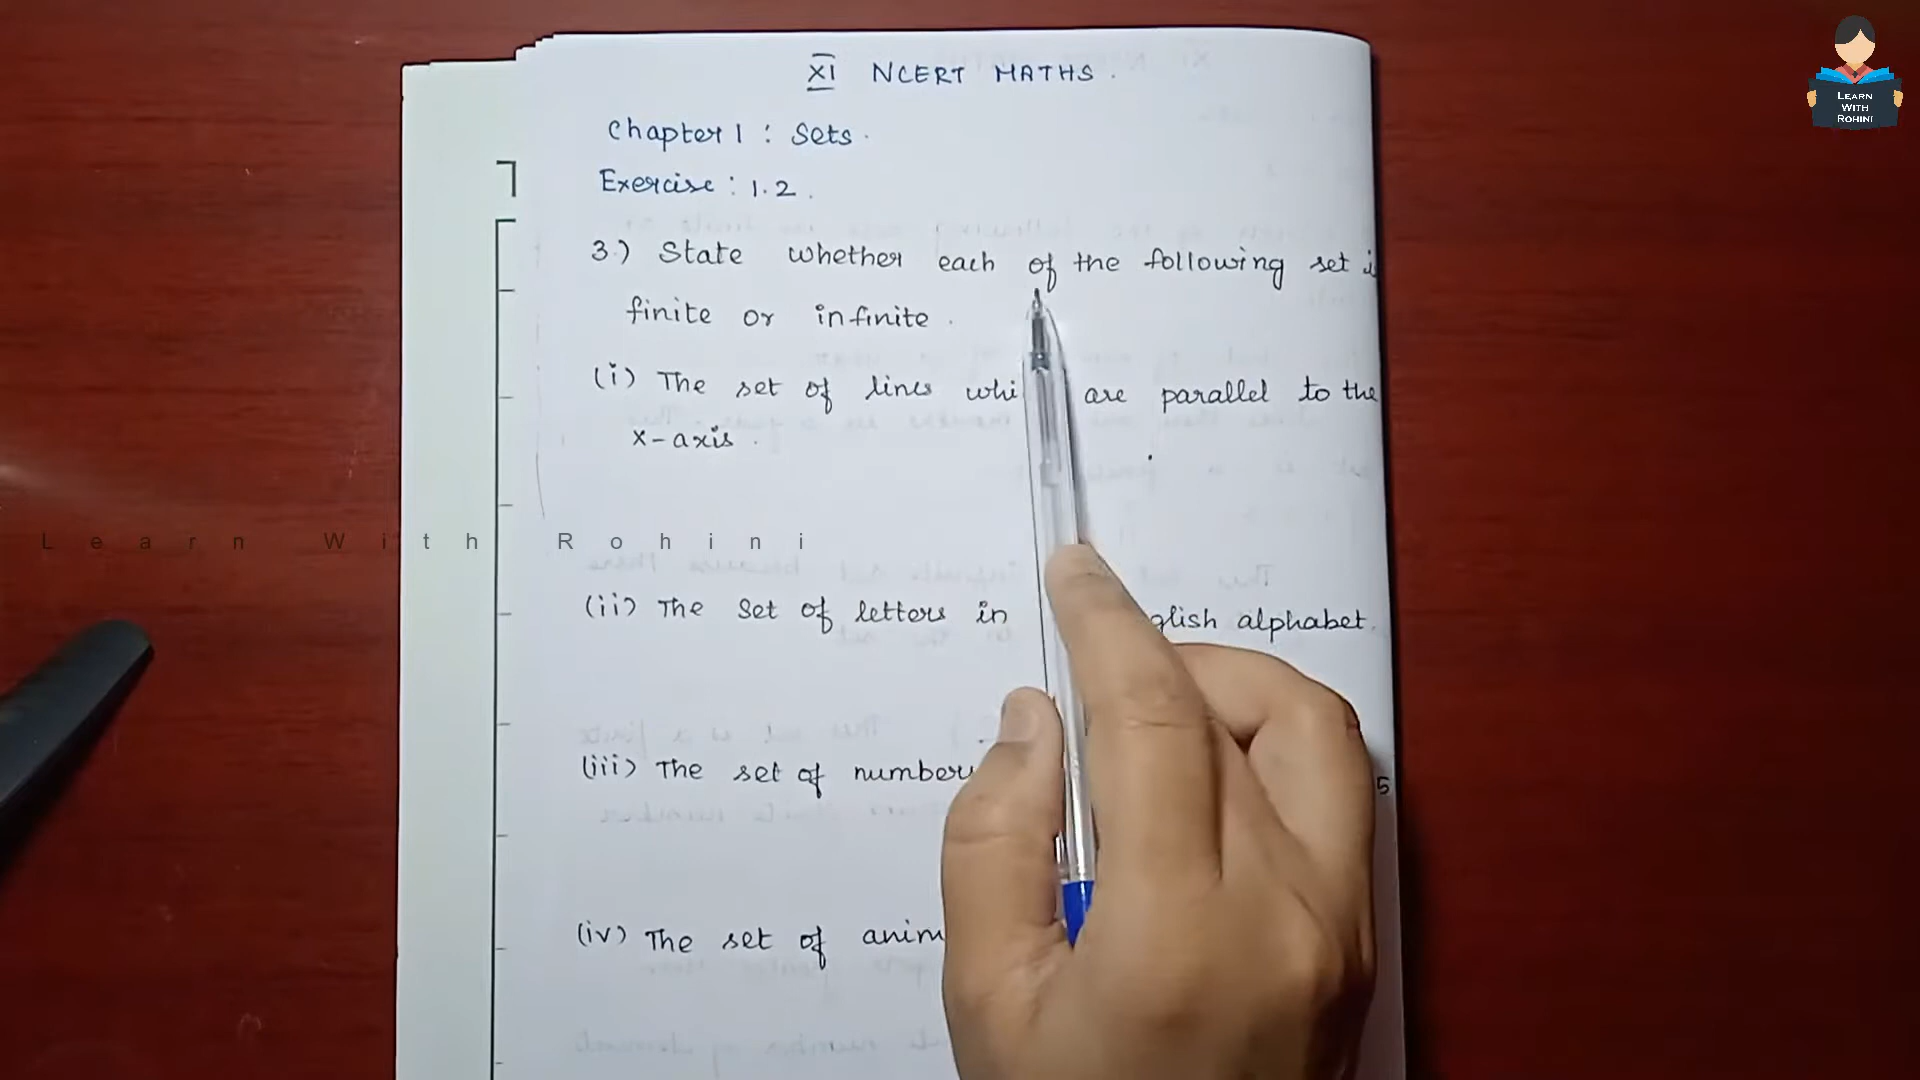 XI NCERT MATHS.
Chapter 1 : Sets.
Exercise : 1.2.
3.) State whether each of the following set is
finite or infinite.
(i) The set of lines whi are parallel to the
x-axis.
(ii) The set of letters in glish alphabet.
(iii) The set of number 5
(iv) The set of anim
Learn With Rohini
LEARN
WITH
ROHINI